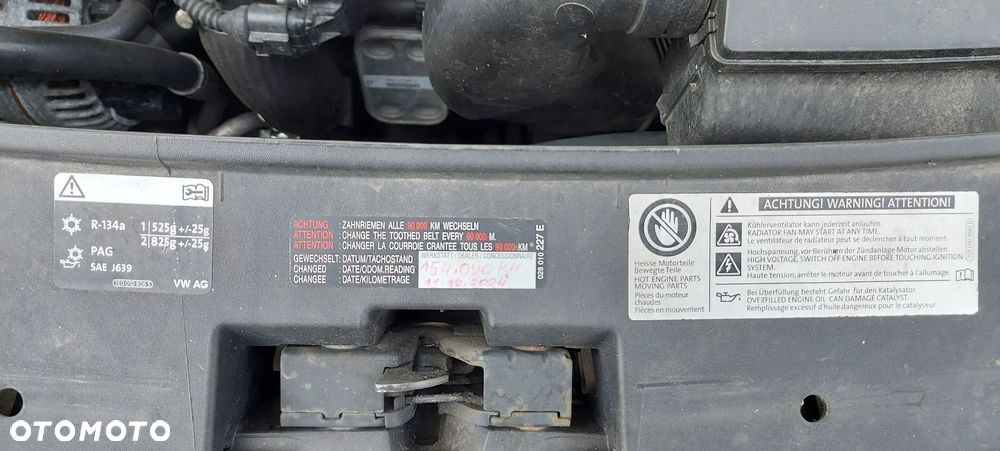 R-134a 1 525g +/-25g
2 825g +/-25g
PAG
SAE J639
VW AG
ACHTUNG : ZAHNRIEMEN ALLE 90 000 KM WECHSELN
ATTENTION : CHANGE THE TOOTHED BELT EVERY 60 000 M.
ATTENTION : CHANGER LA COURROIE CRANTEE TOUS LES 90 000 KM
WERKSTATT / DEALER / CONCESSIONNAIRE
GEWECHSELT : DATUM/TACHOSTAND
CHANGED : DATE/ODOM.READING
CHANGEE : DATE/KILOMETRAGE
154.090 KM
11.10.2024
028 010 227 E
Heisse Motorteile
Bewegte Teile
HOT ENGINE PARTS
MOVING PARTS
Pièces du moteur
chaudes
Pièces en mouvement
ACHTUNG! WARNING! ATTENTION!
Kühlerventilator kann jederzeit anlaufen.
RADIATOR FAN MAY START AT ANY TIME.
Le ventilateur de radiateur peut se mettre en marche à tout moment.
Hochspannung, vor Berühren der Zündanlage Motorabstellen.
HIGH VOLTAGE, SWITCH OFF ENGINE BEFORE TOUCHING IGNITION
SYSTEM.
Haute tension, arrêter le moteur avant de toucher à l'allumage.
Bei Überfüllung besteht Gefahr für den Katalysator.
OVERFILLED ENGINE OIL CAN DAMAGE CATALYST.
Remplissage excessif d'huile dangereux pour le catalyseur.
OTOMOTO